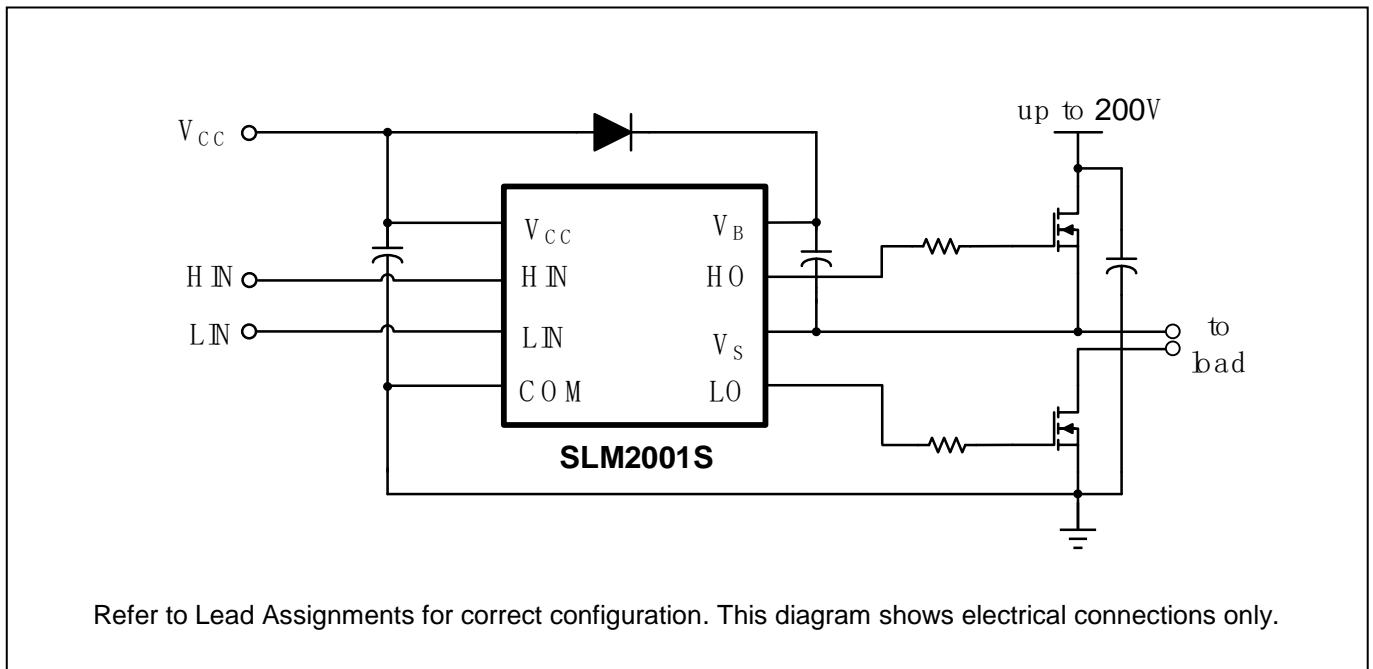 up to 200V
VCC
VCC
VB
HIN
HIN
HO
LIN
LIN
VS
to
load
COM
LO
SLM2001S
Refer to Lead Assignments for correct configuration. This diagram shows electrical connections only.